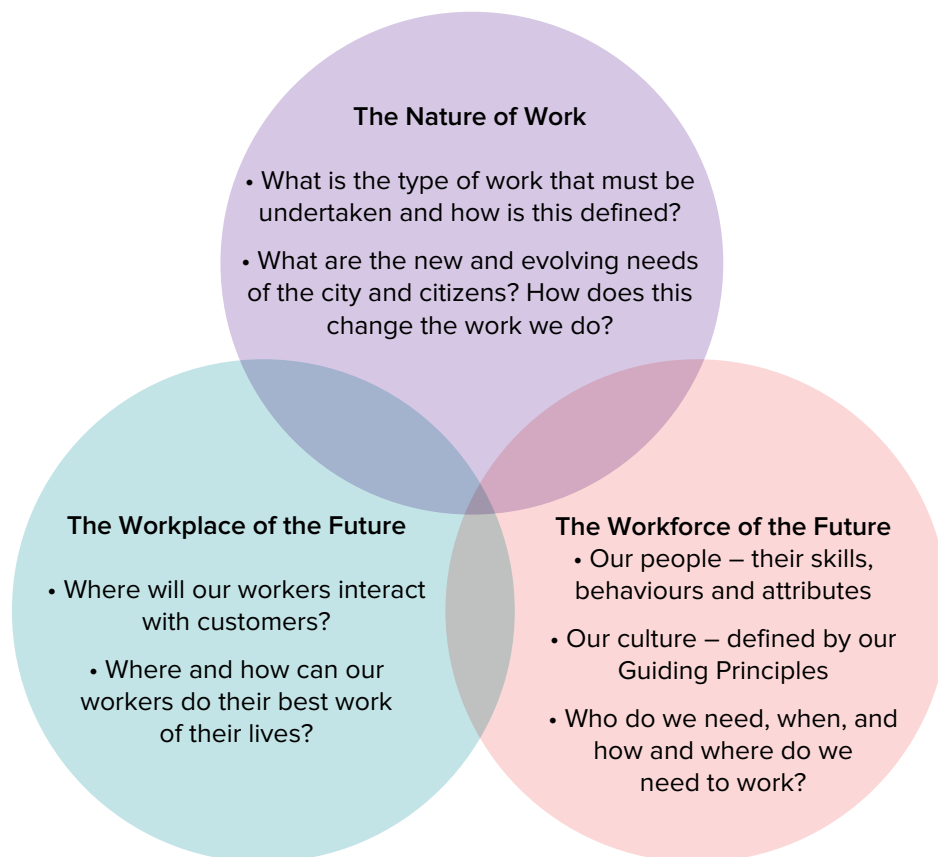 The Nature of Work
• What is the type of work that must be
undertaken and how is this defined?
• What are the new and evolving needs
of the city and citizens? How does this
change the work we do?
The Workplace of the Future
• Where will our workers interact
with customers?
• Where and how can our
workers do their best work
of their lives?
The Workforce of the Future
• Our people – their skills,
behaviours and attributes
• Our culture – defined by our
Guiding Principles
• Who do we need, when, and
how and where do we
need to work?